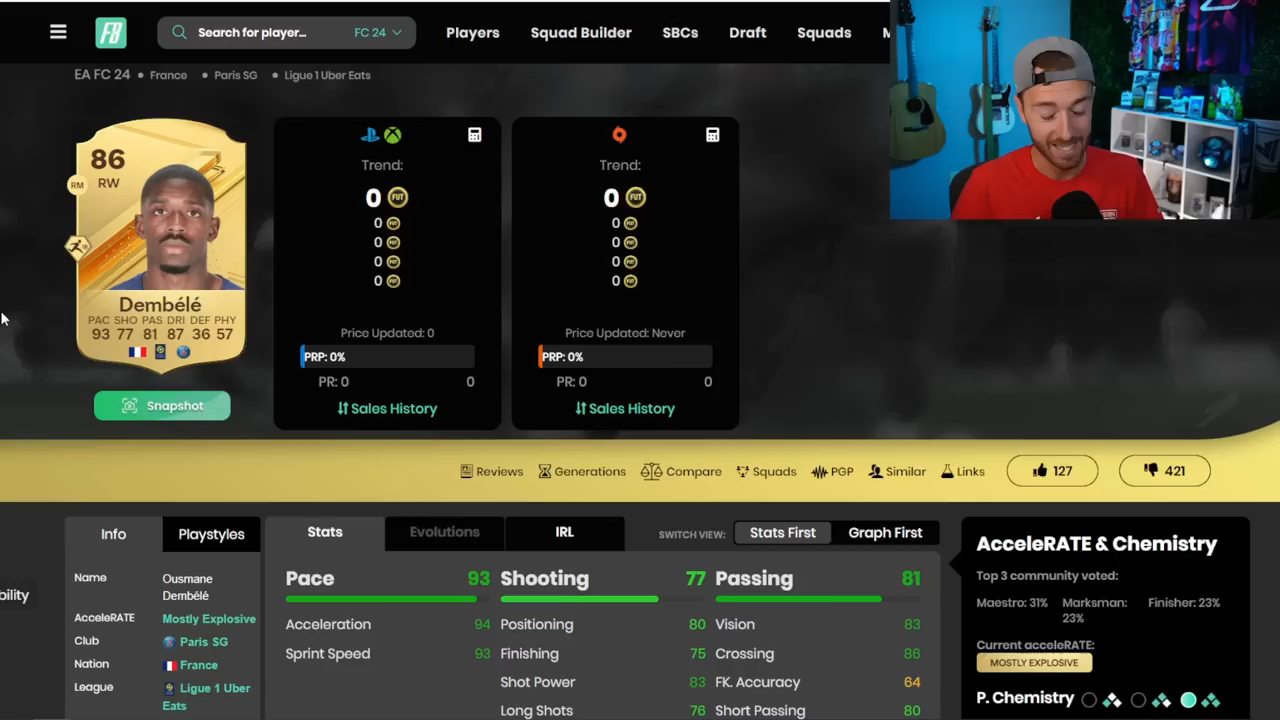 FB
Search for player...
FC 24
Players
Squad Builder
SBCs
Draft
Squads
M
EA FC 24 • France • Paris SG • Ligue 1 Uber Eats
86
RW
RM
Dembélé
PAC SHO PAS DRI DEF PHY
93 77 81 87 36 57
Snapshot
Trend:
0 FUT
0
0
0
0
Price Updated: 0
PRP: 0%
PR: 0
0
Sales History
Trend:
0 FUT
0
0
0
0
Price Updated: Never
PRP: 0%
PR: 0
0
Sales History
Reviews
Generations
Compare
Squads
PGP
Similar
Links
127
421
bility
Info
Playstyles
Name
Ousmane
Dembélé
AcceleRATE
Mostly Explosive
Club
Paris SG
Nation
France
League
Ligue 1 Uber
Eats
Stats
Evolutions
IRL
SWITCH VIEW:
Stats First
Graph First
Pace 93
Acceleration 94
Sprint Speed 93
Shooting 77
Positioning 80
Finishing 75
Shot Power 83
Long Shots 76
Passing 81
Vision 83
Crossing 86
FK. Accuracy 64
Short Passing 80
AcceleRATE & Chemistry
Top 3 community voted:
Maestro: 31%
Marksman:
23%
Finisher: 23%
Current acceleRATE:
MOSTLY EXPLOSIVE
P. Chemistry